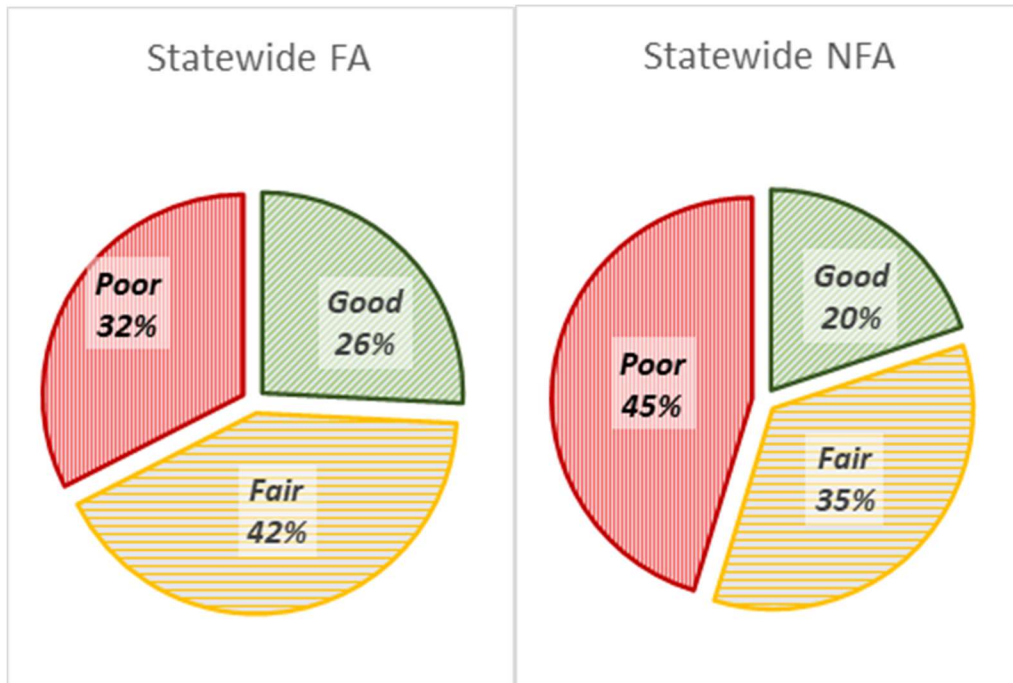 Statewide FA
Poor
32%
Good
26%
Fair
42%
Statewide NFA
Good
20%
Poor
45%
Fair
35%